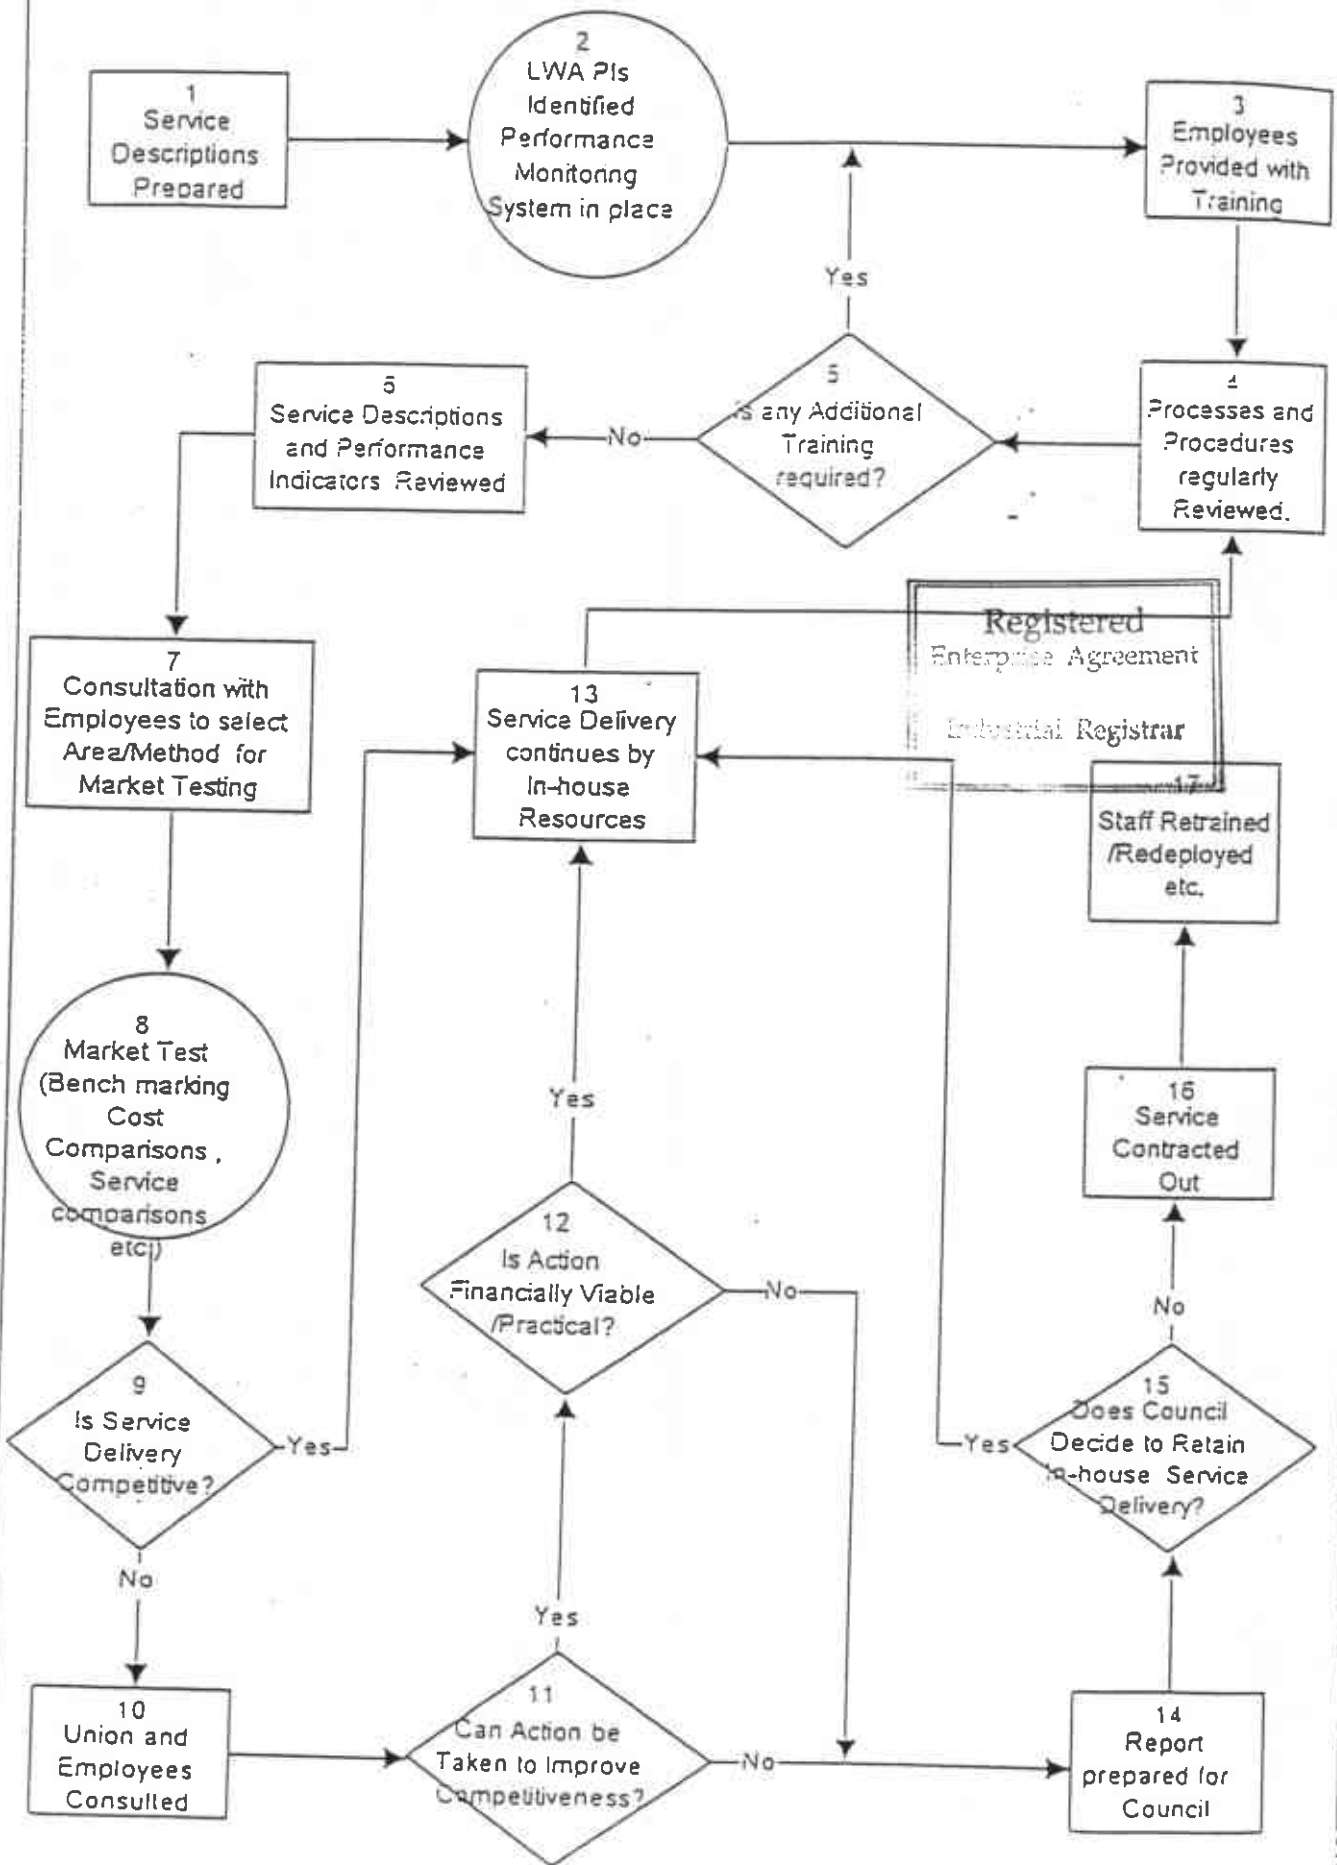 1
Service
Descriptions
Prepared
2
LWA PIs
Identified
Performance
Monitoring
System in place
3
Employees
Provided with
Training
Yes
4
Processes and
Procedures
regularly
Reviewed.
5
Is any Additional
Training
required?
No
6
Service Descriptions
and Performance
Indicators Reviewed
Registered
Enterprise Agreement
Industrial Registrar
7
Consultation with
Employees to select
Area/Method for
Market Testing
13
Service Delivery
continues by
In-house
Resources
17
Staff Retrained
/Redeployed
etc.
8
Market Test
(Bench marking
Cost
Comparisons,
Service
comparisons
etc.)
Yes
16
Service
Contracted
Out
12
Is Action
Financially Viable
/Practical?
No
No
9
Is Service
Delivery
Competitive?
Yes
15
Does Council
Decide to Retain
In-house Service
Delivery?
Yes
No
Yes
10
Union and
Employees
Consulted
11
Can Action be
Taken to Improve
Competitiveness?
No
14
Report
prepared for
Council